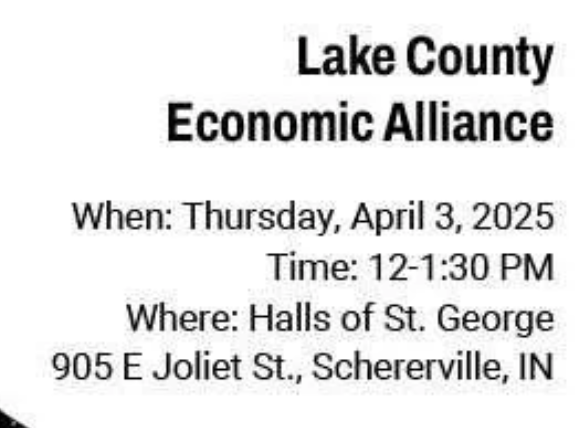 Lake County
Economic Alliance
When: Thursday, April 3, 2025
Time: 12-1:30 PM
Where: Halls of St. George
905 E Joliet St., Schererville, IN